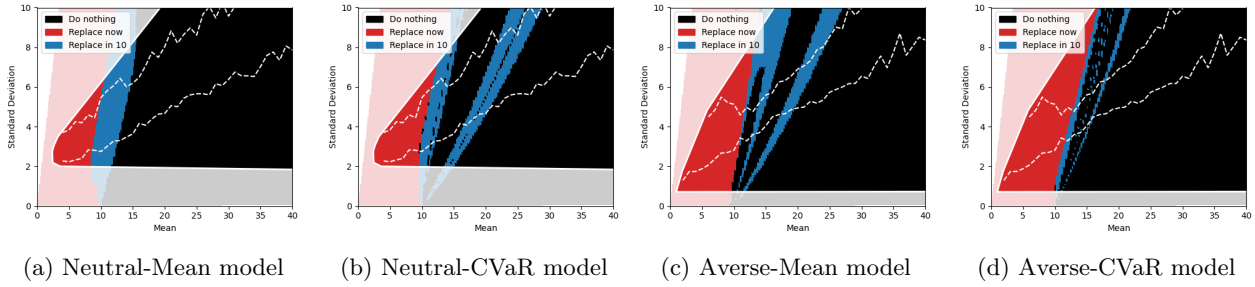 Do nothing
Replace now
Replace in 10
Standard Deviation
10
8
6
4
2
0
0 5 10 15 20 25 30 35 40
Mean
(a) Neutral-Mean model
Do nothing
Replace now
Replace in 10
Standard Deviation
10
8
6
4
2
0
0 5 10 15 20 25 30 35 40
Mean
(b) Neutral-CVaR model
Do nothing
Replace now
Replace in 10
Standard Deviation
10
8
6
4
2
0
0 5 10 15 20 25 30 35 40
Mean
(c) Averse-Mean model
Do nothing
Replace now
Replace in 10
Standard Deviation
10
8
6
4
2
0
0 5 10 15 20 25 30 35 40
Mean
(d) Averse-CVaR model